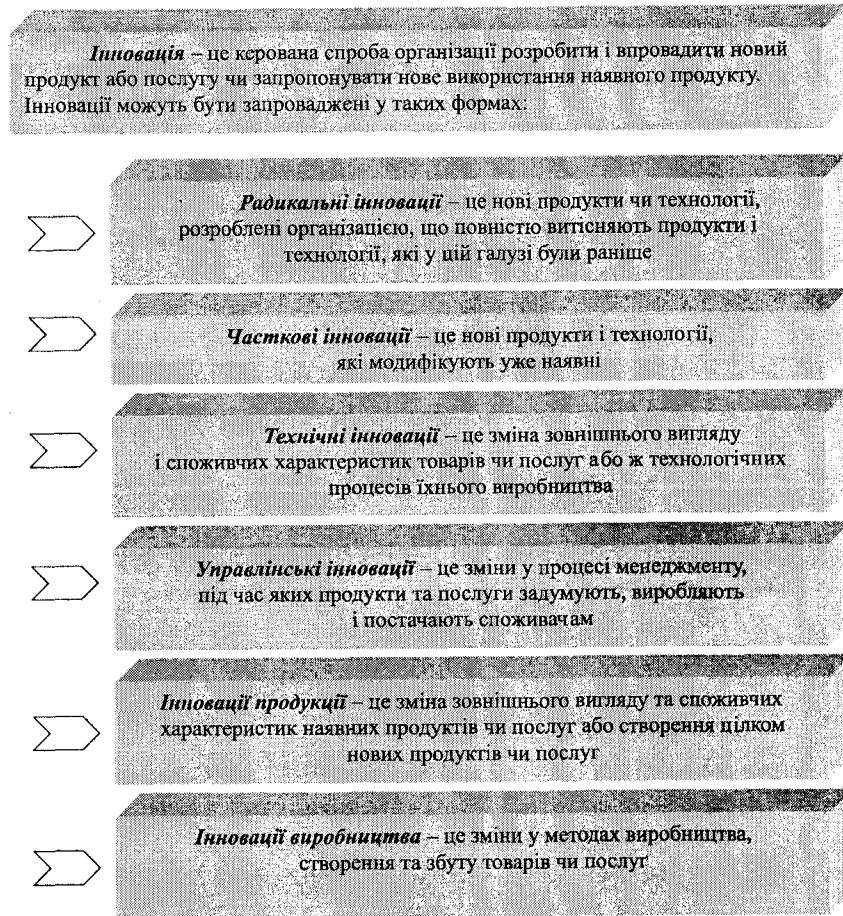 Інновація – це керована спроба організації розробити і впровадити новий
продукт або послугу чи запропонувати нове використання наявного продукту.
Інновації можуть бути запроваджені у таких формах:
Радикальні інновації – це нові продукти чи технології,
розроблені організацією, що повністю витісняють продукти і
технології, які у цій галузі були раніше
Часткові інновації – це нові продукти і технології,
які модифікують уже наявні
Технічні інновації – це зміна зовнішнього вигляду
і споживчих характеристик товарів чи послуг або ж технологічних
процесів їхнього виробництва
Управлінські інновації – це зміни у процесі менеджменту,
під час яких продукти та послуги задумують, виробляють
і постачають споживачам
Інновації продукції – це зміна зовнішнього вигляду та споживчих
характеристик наявних продуктів чи послуг або створення цілком
нових продуктів чи послуг
Інновації виробництва – це зміни у методах виробництва,
створення та збуту товарів чи послуг